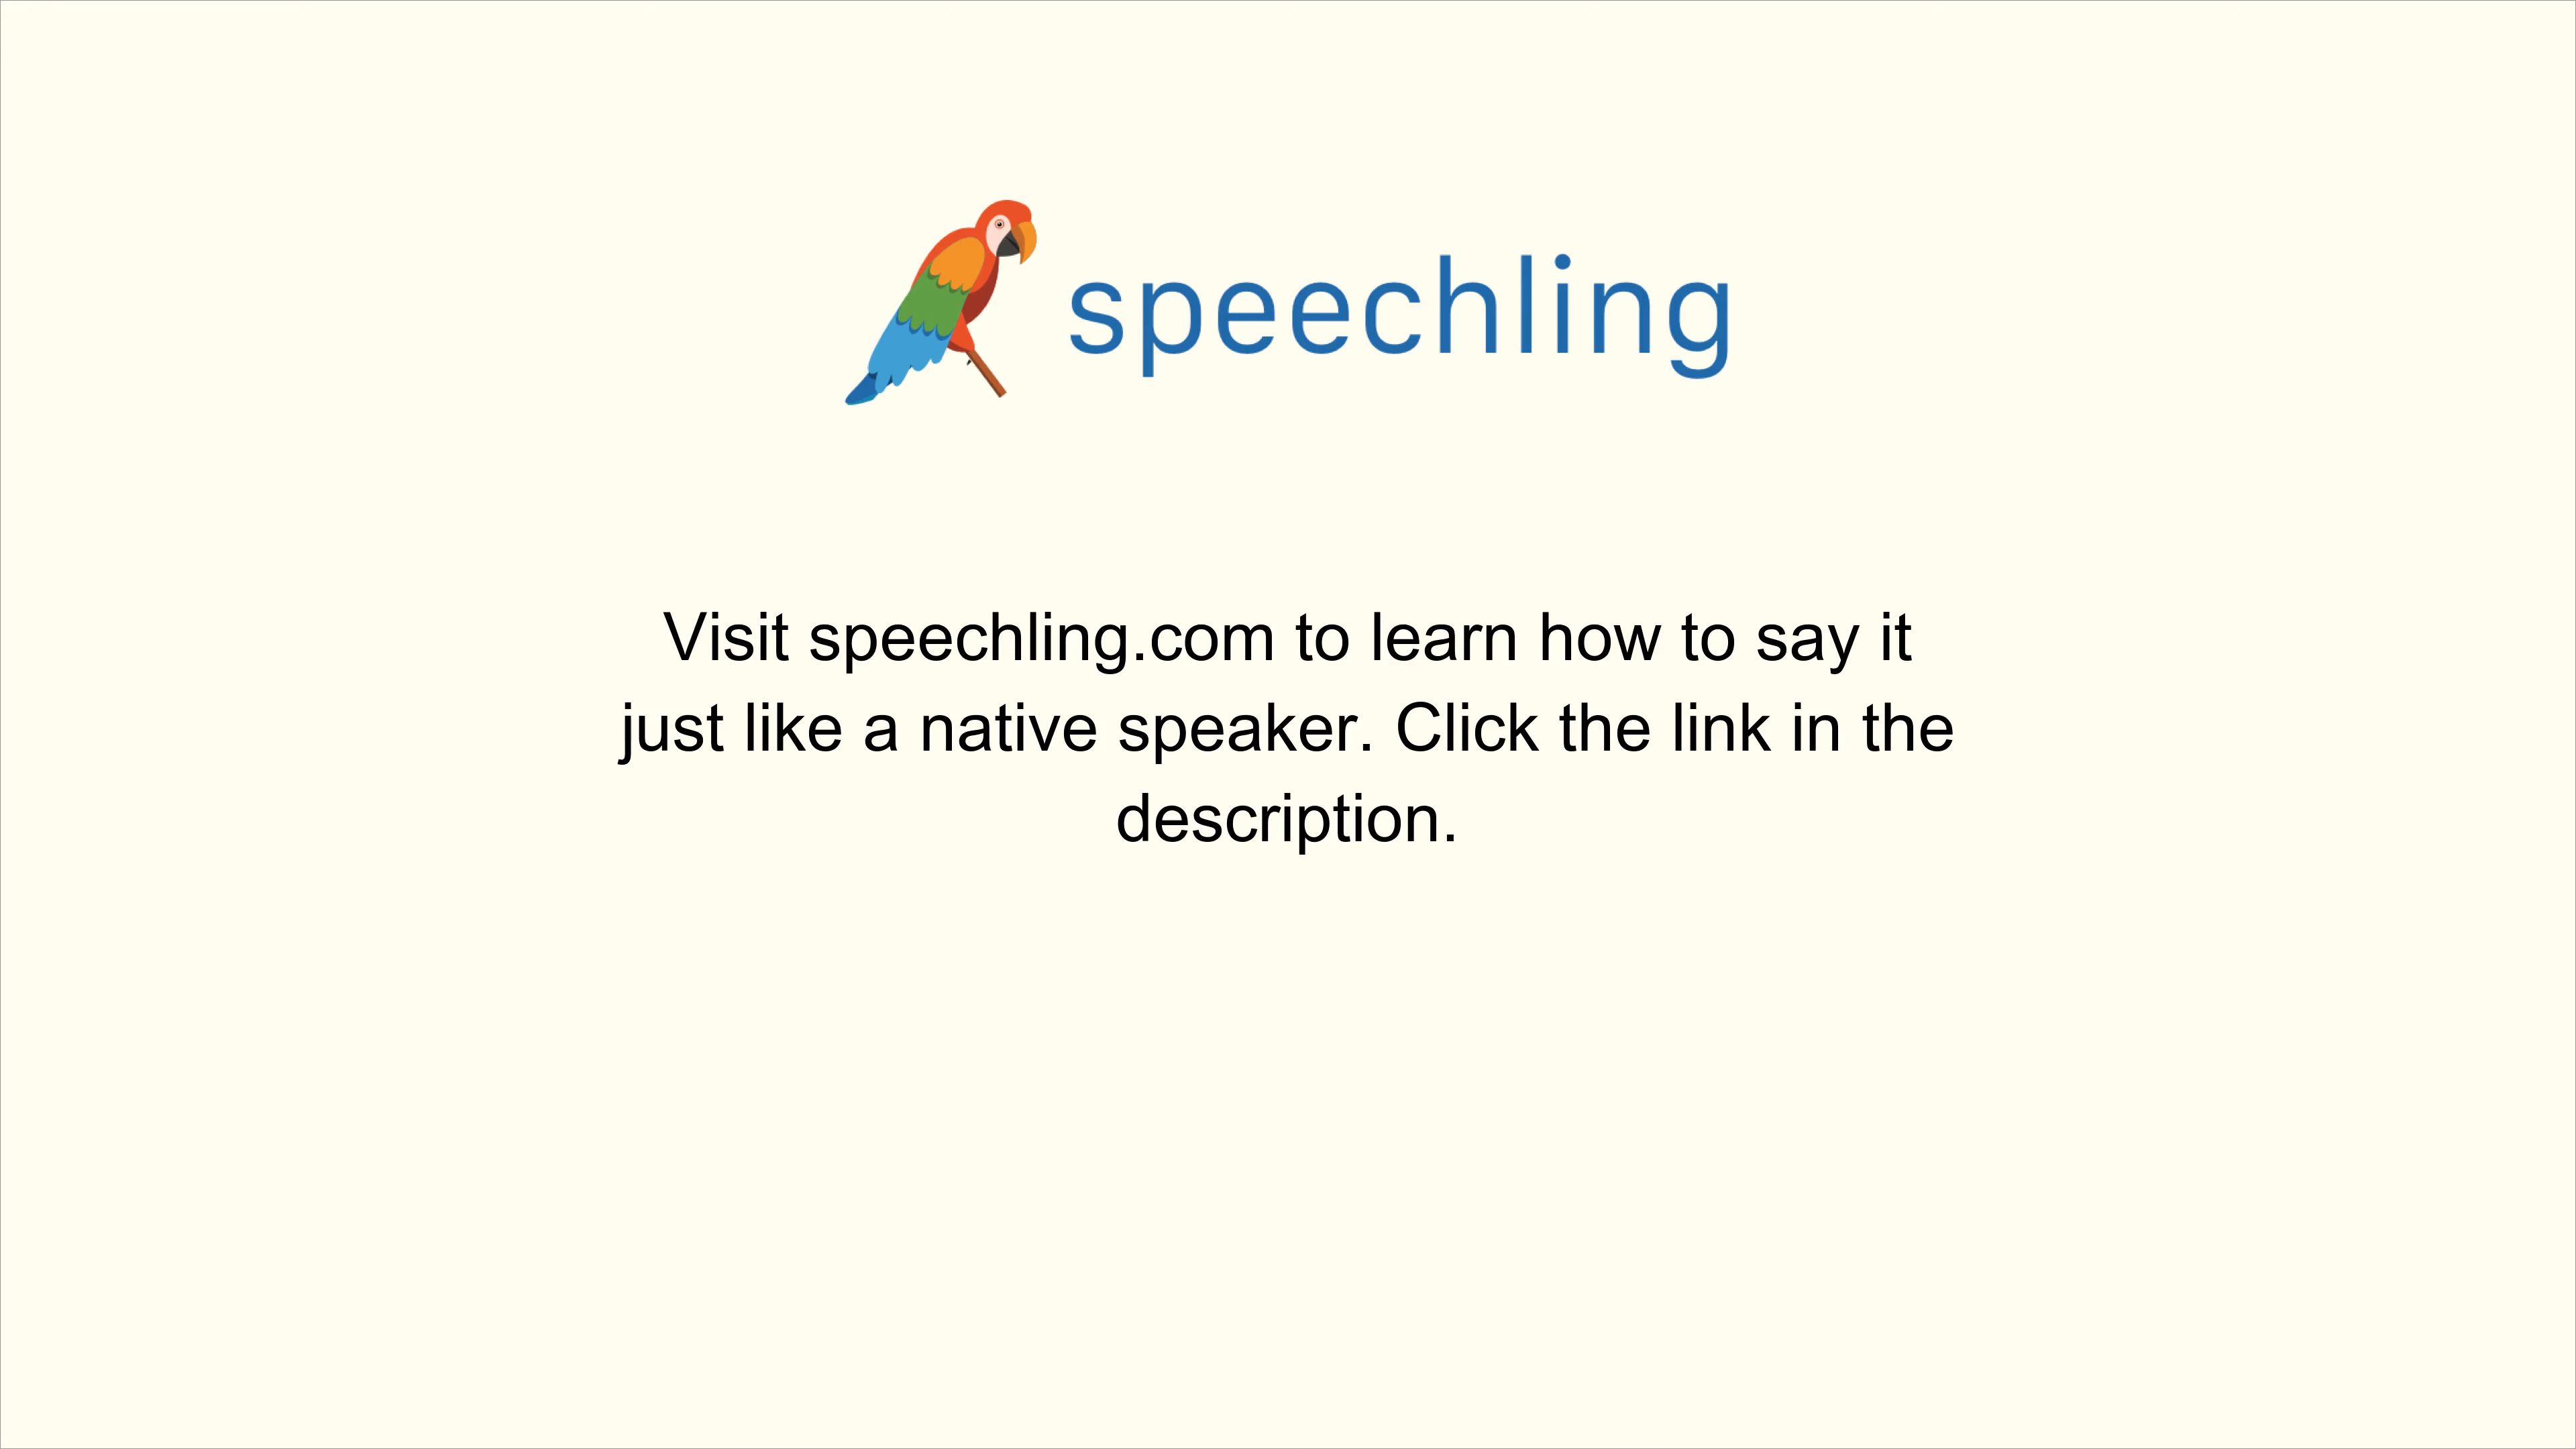 speechling
Visit speechling.com to learn how to say it
just like a native speaker. Click the link in the
description.